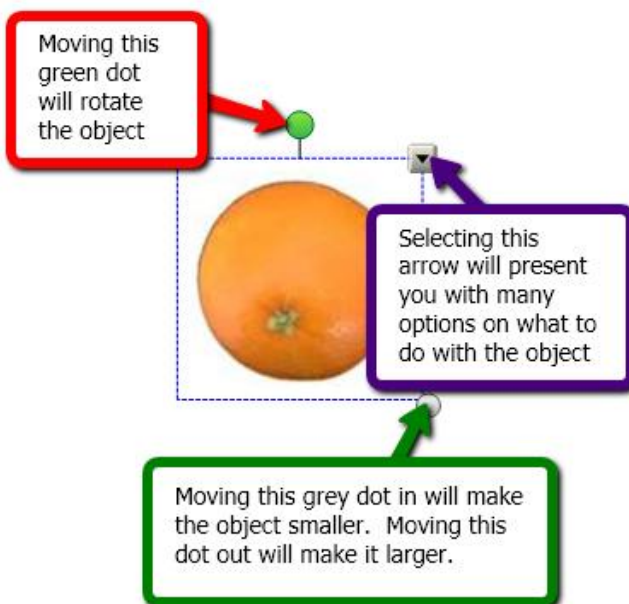 Moving this
green dot
will rotate
the object
Selecting this
arrow will present
you with many
options on what to
do with the object
Moving this grey dot in will make
the object smaller.  Moving this
dot out will make it larger.